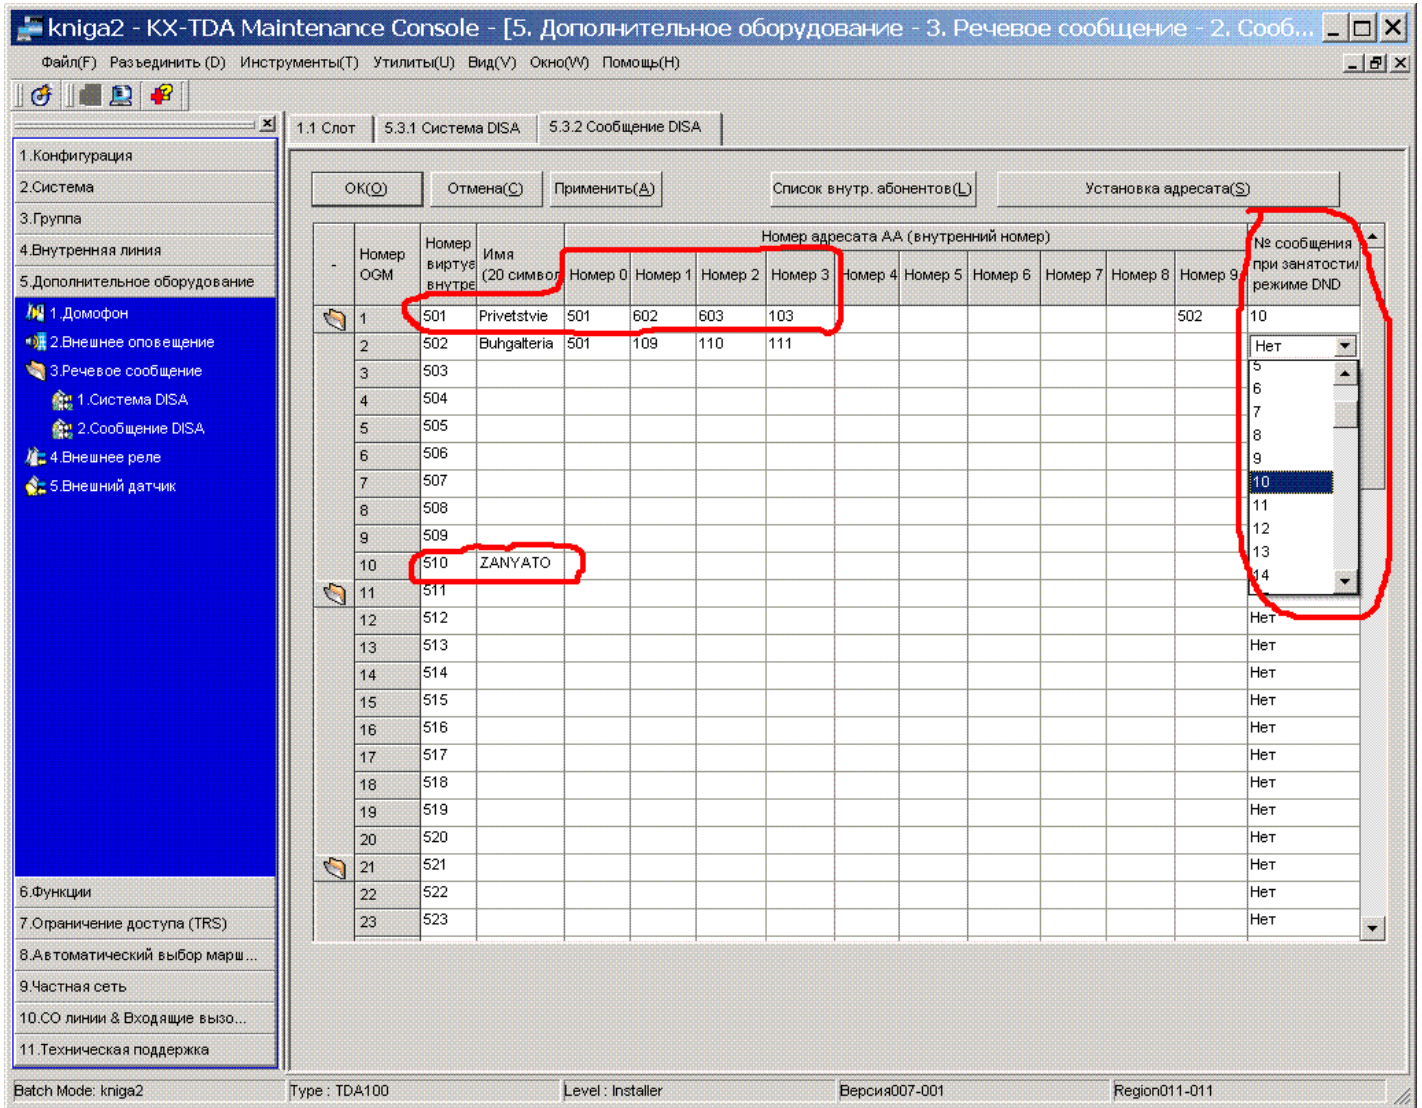 kniga2 - KX-TDA Maintenance Console - [5. Дополнительное оборудование - 3. Речевое сообщение - 2. Сооб...
Файл(F) Разъединить (D) Инструменты(T) Утилиты(U) Вид(V) Окно(W) Помощь(H)
1.1 Слот 5.3.1 Система DISA 5.3.2 Сообщение DISA
1.Конфигурация
2.Система
3.Группа
4.Внутренняя линия
5.Дополнительное оборудование
1.Домофон
2.Внешнее оповещение
3.Речевое сообщение
1.Система DISA
2.Сообщение DISA
4.Внешнее реле
5.Внешний датчик
6.Функции
7.Ограничение доступа (TRS)
8.Автоматический выбор марш...
9.Частная сеть
10.CO линии & Входящие вызо...
11.Техническая поддержка
OK(O) Отмена(C) Применить(A) Список внутр. абонентов(L) Установка адресата(S)
- Номер OGM Номер виртуа внутре Имя (20 символ Номер адресата AA (внутренний номер) № сообщения при занятости/ режиме DND
Номер 0 Номер 1 Номер 2 Номер 3 Номер 4 Номер 5 Номер 6 Номер 7 Номер 8 Номер 9
1 501 Privetstvie 501 602 603 103 502 10
2 502 Buhgalteria 501 109 110 111 Нет
3 503 5
4 504 6
5 505 7
6 506 8
7 507 9
8 508 10
9 509 11
10 510 ZANYATO 12
11 511 13
14
12 512 Нет
13 513 Нет
14 514 Нет
15 515 Нет
16 516 Нет
17 517 Нет
18 518 Нет
19 519 Нет
20 520 Нет
21 521 Нет
22 522 Нет
23 523 Нет
Batch Mode: kniga2 Type : TDA100 Level : Installer Версия007-001 Region011-011